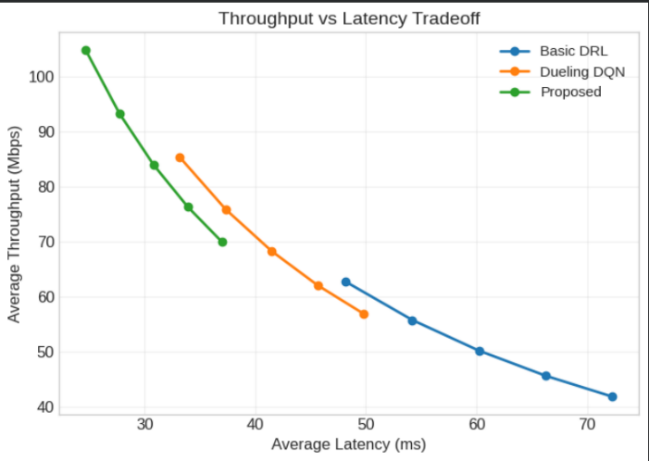 Throughput vs Latency Tradeoff
Basic DRL
Dueling DQN
Proposed
Average Throughput (Mbps)
100
90
80
70
60
50
40
30 40 50 60 70
Average Latency (ms)